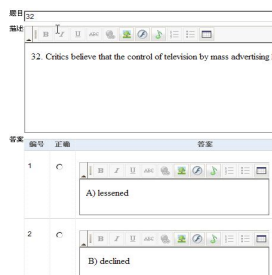 题目 32
描述
32. Critics believe that the control of television by mass advertising
答案
编号 正确 答案
1
A) lessened
2
B) declined